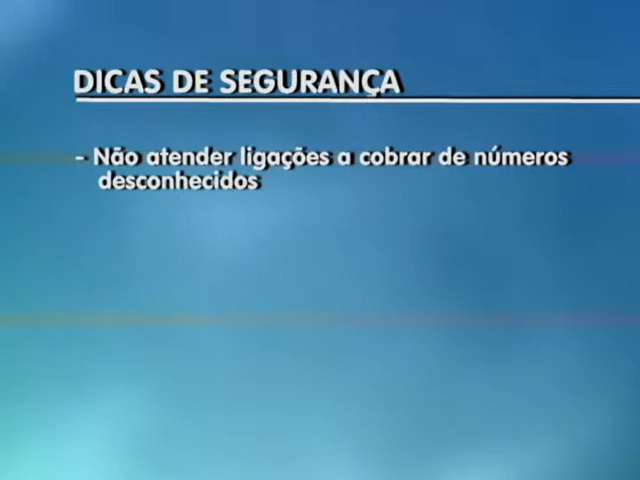 DICAS DE SEGURANÇA
- Não atender ligações a cobrar de números
desconhecidos